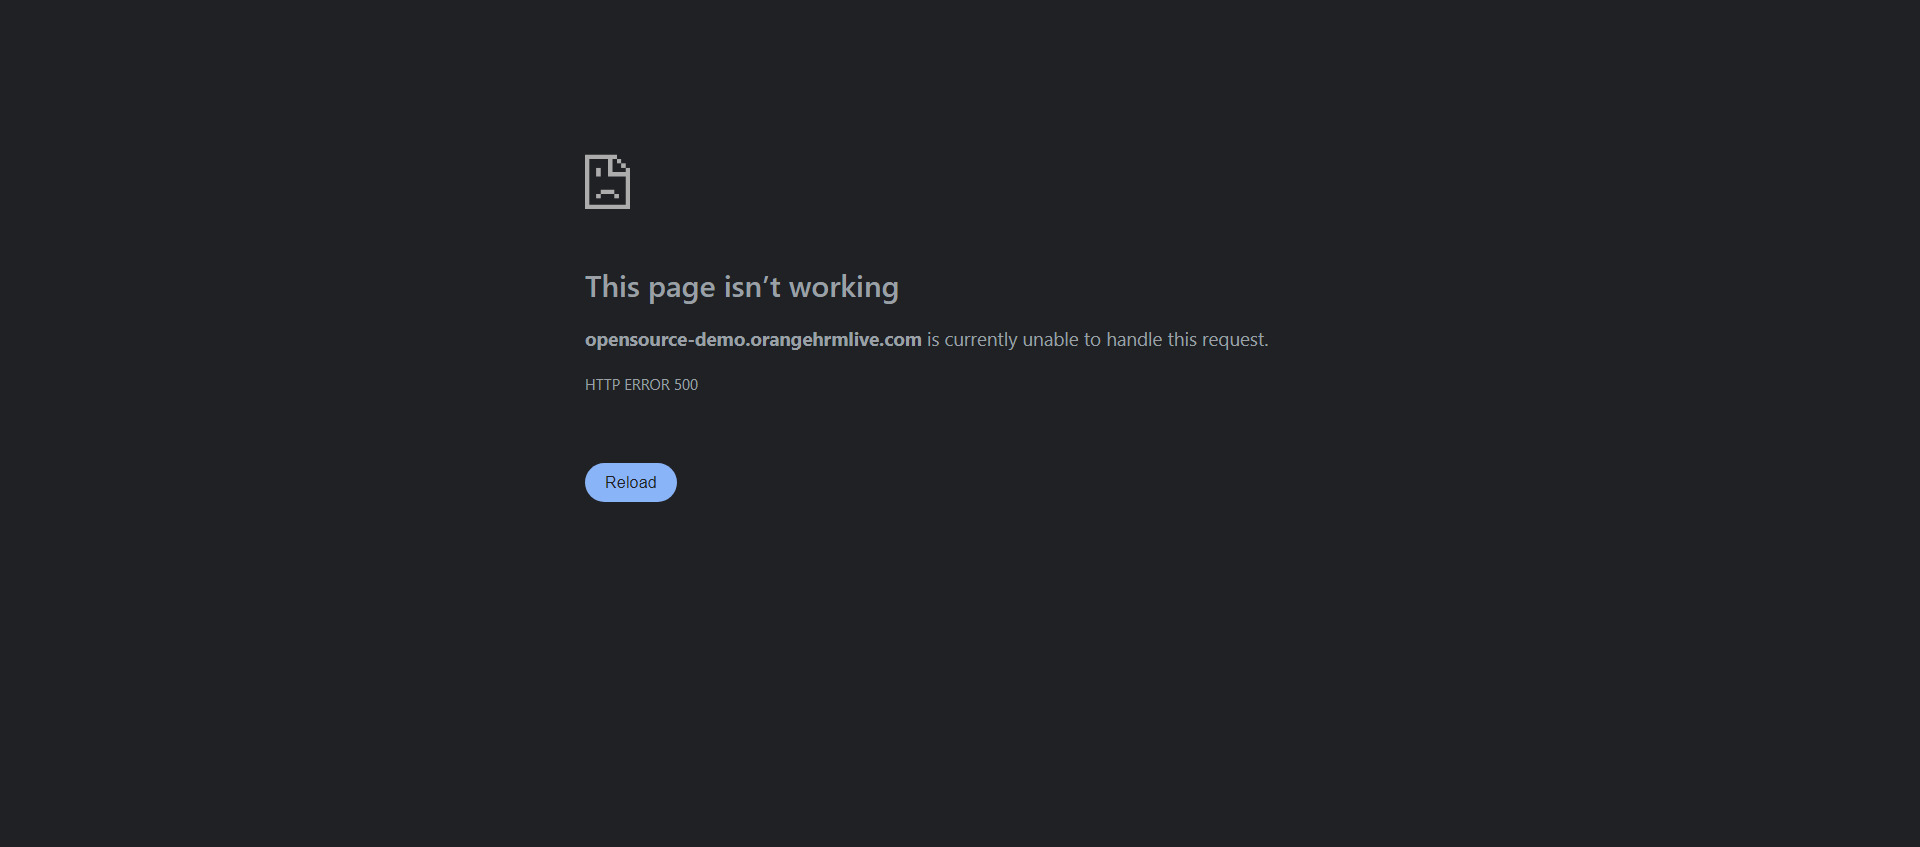 This page isn’t working
opensource-demo.orangehrmlive.com is currently unable to handle this request.
HTTP ERROR 500
Reload